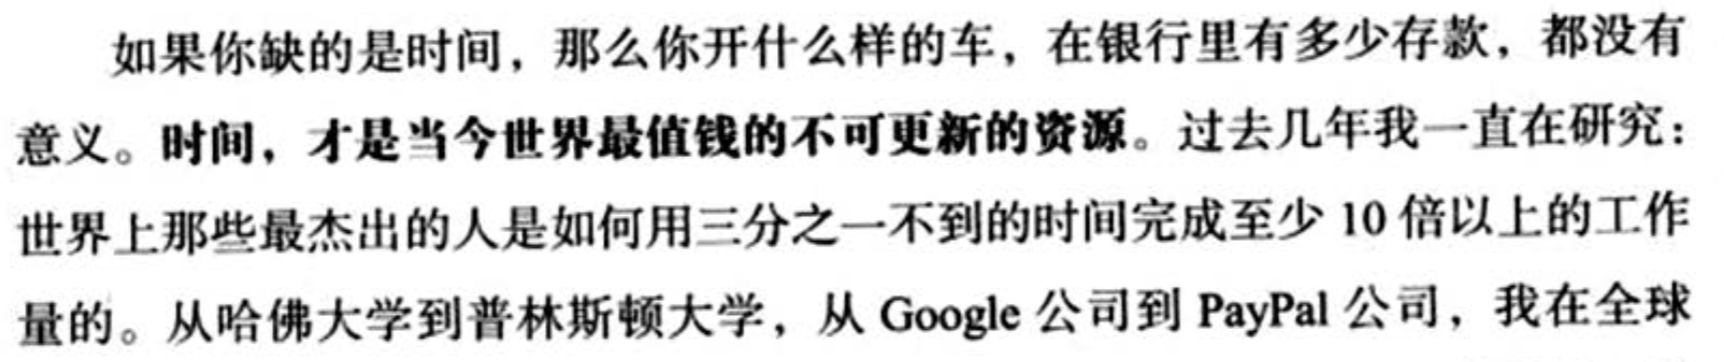 如果你缺的是时间，那么你开什么样的车，在银行里有多少存款，都没有
意义。时间，才是当今世界最值钱的不可更新的资源。过去几年我一直在研究：
世界上那些最杰出的人是如何用三分之一不到的时间完成至少 10 倍以上的工作
量的。从哈佛大学到普林斯顿大学，从 Google 公司到 PayPal 公司，我在全球